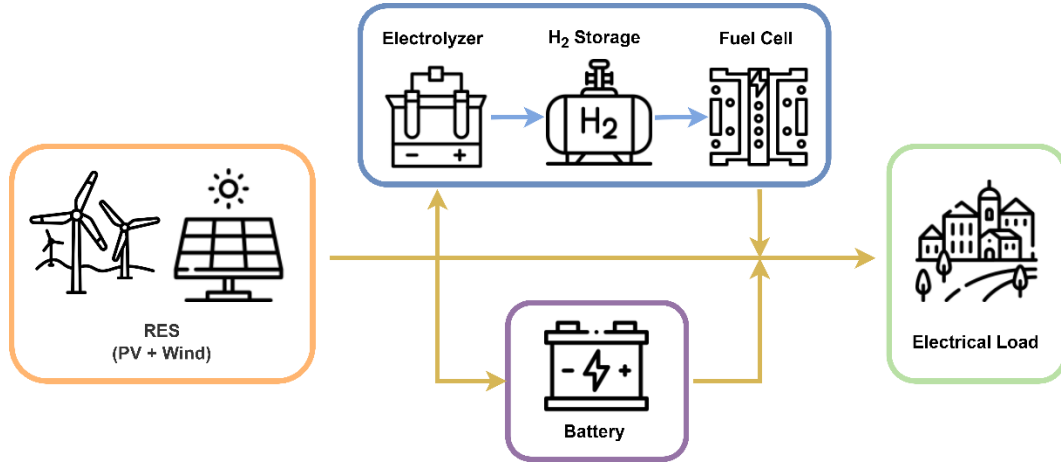 Electrolyzer
H₂ Storage
Fuel Cell
H₂
- +
RES
(PV + Wind)
- +
Battery
Electrical Load